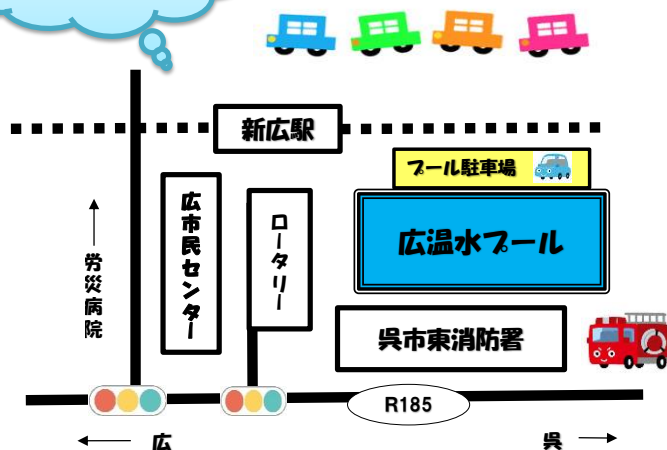 新広駅
プール駐車場
広温水プール
広市民センター
ロータリー
労災病院
呉市東消防署
R185
広
呉